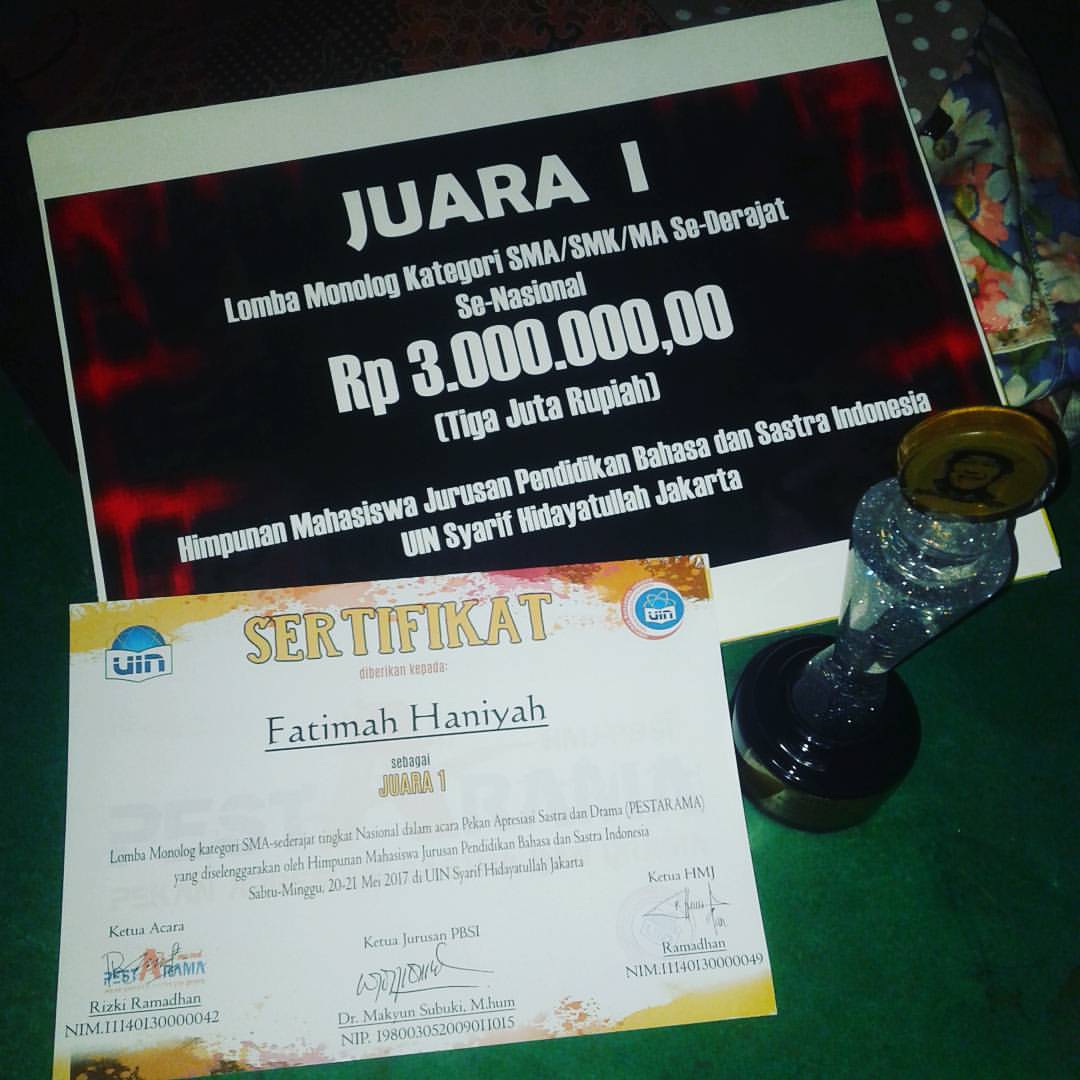 JUARA I
Lomba Monolog Kategori SMA/SMK/MA Se-Derajat
Se-Nasional
Rp 3.000.000,00
(Tiga Juta Rupiah)
Himpunan Mahasiswa Jurusan Pendidikan Bahasa dan Sastra Indonesia
UIN Syarif Hidayatullah Jakarta
UIN
UIN
SERTIFIKAT
diberikan kepada:
Fatimah Haniyah
sebagai
JUARA 1
Lomba Monolog kategori SMA-sederajat tingkat Nasional dalam acara Pekan Apresiasi Sastra dan Drama (PESTARAMA)
yang diselenggarakan oleh Himpunan Mahasiswa Jurusan Pendidikan Bahasa dan Sastra Indonesia
Sabtu-Minggu, 20-21 Mei 2017 di UIN Syarif Hidayatullah Jakarta
Ketua Acara
PESTARAMA
Rizki Ramadhan
NIM.11140130000042
Ketua Jurusan PBSI
Dr. Makyun Subuki, M.hum
NIP. 198003052009011015
Ketua HMJ
Ramadhan
NIM.11140130000049